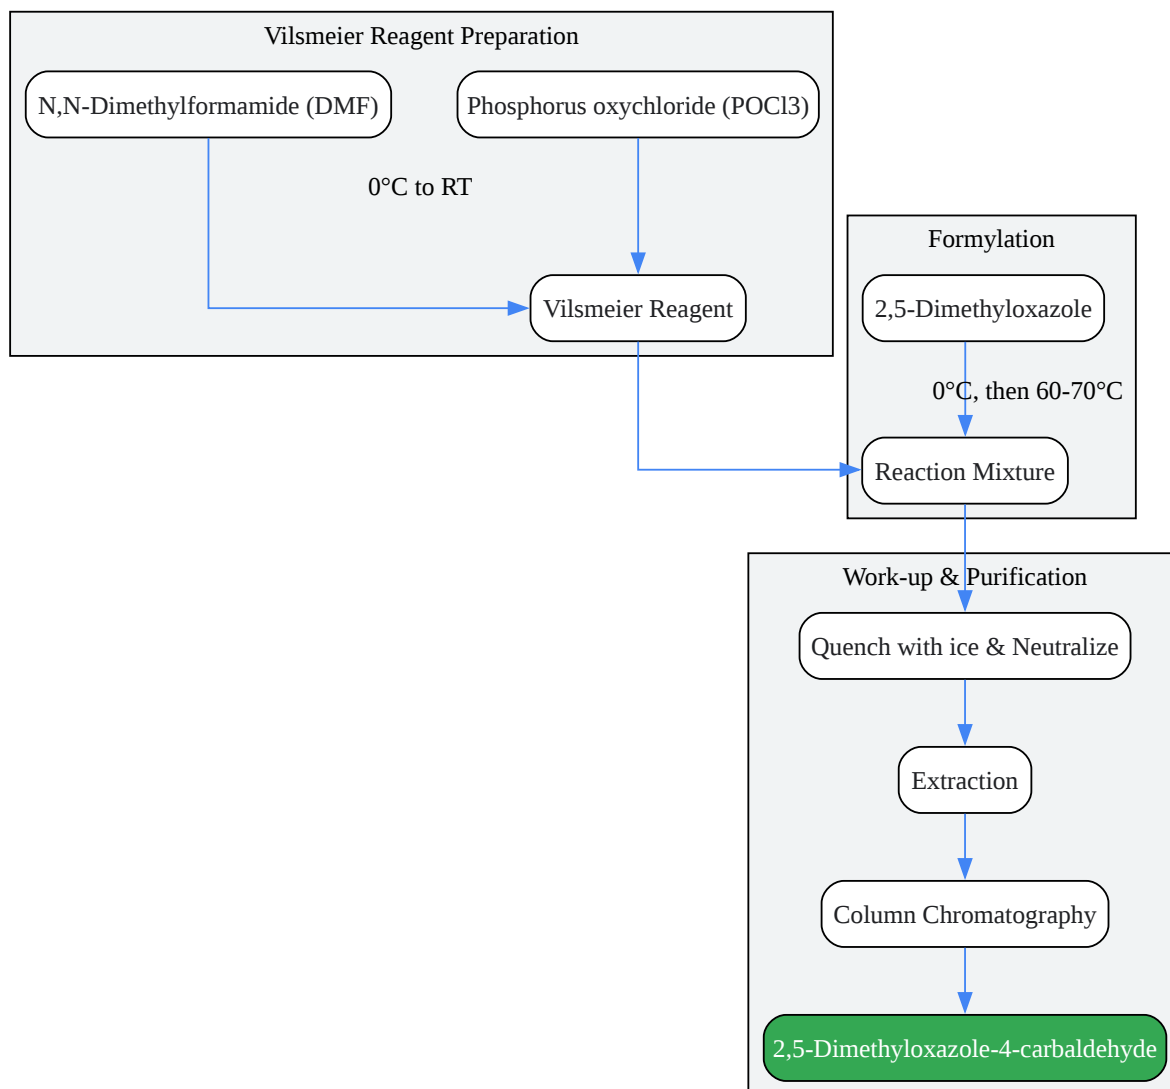 Vilsmeier Reagent Preparation
N,N-Dimethylformamide (DMF)
Phosphorus oxychloride (POCl3)
0°C to RT
Vilsmeier Reagent
Formylation
2,5-Dimethyloxazole
0°C, then 60-70°C
Reaction Mixture
Work-up & Purification
Quench with ice & Neutralize
Extraction
Column Chromatography
2,5-Dimethyloxazole-4-carbaldehyde